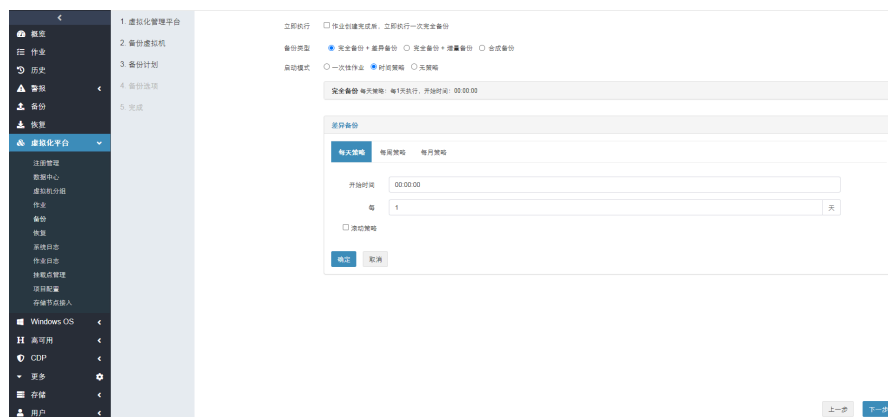 概览
作业
历史
警报
备份
恢复
虚拟化平台
注册管理
数据中心
虚拟机分组
作业
备份
恢复
系统日志
作业日志
挂载点管理
项目配置
存储节点接入
Windows OS
高可用
CDP
更多
存储
用户
1. 虚拟化管理平台
2. 备份虚拟机
3. 备份计划
4. 备份选项
5. 完成
立即执行 作业创建完后，立即执行一次完全备份
备份类型 完全备份 + 差异备份 完全备份 + 增量备份 合成备份
启动模式 一次性作业 时间策略 无策略
完全备份 每天策略：每1天执行，开始时间：00:00:00
差异备份
每天策略 每周策略 每月策略
开始时间 00:00:00
每 1 天
滚动策略
确定 取消
上一步 下一步